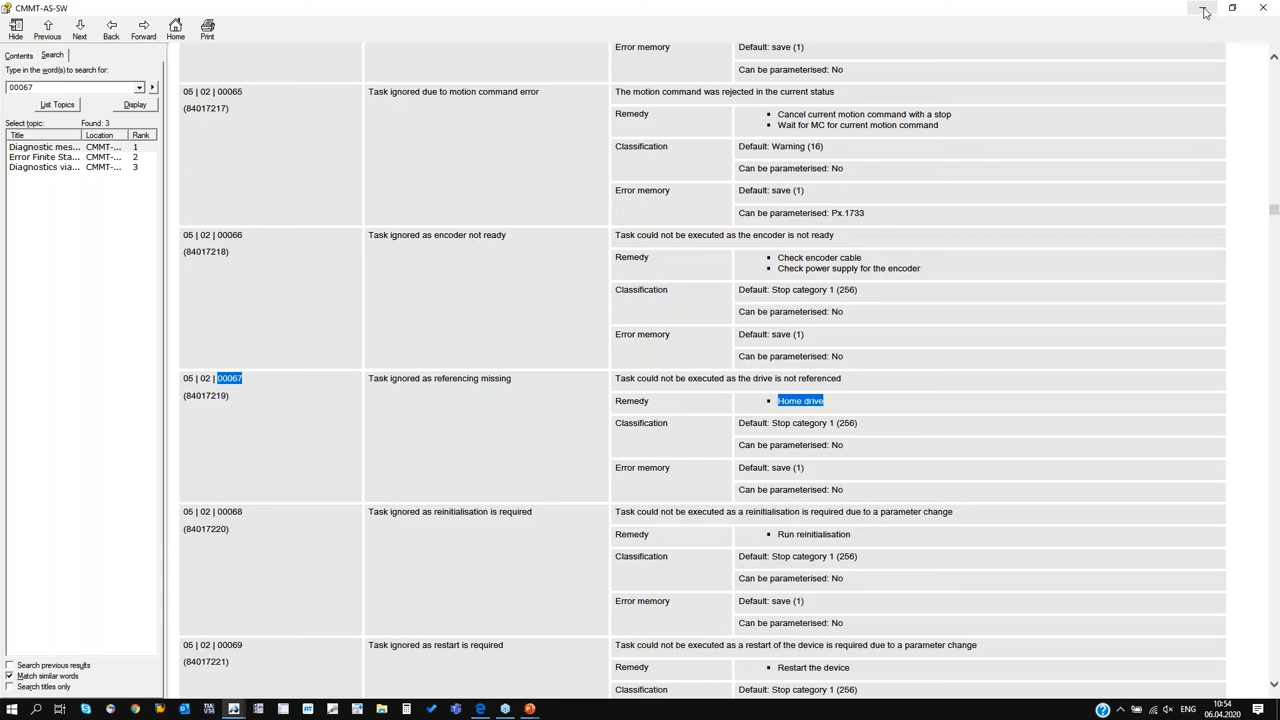 CMMT-AS-SW
Hide Previous Next Back Forward Home Print
Contents Search
Type in the word(s) to search for:
00067
List Topics Display
Select topic: Found: 3
Title Location Rank
Diagnostic mes... CMMT-... 1
Error Finite Sta... CMMT-... 2
Diagnostics via... CMMT-... 3
Search previous results
Match similar words
Search titles only
Error memory Default: save (1)
Can be parameterised: No
05 | 02 | 00065 Task ignored due to motion command error The motion command was rejected in the current status
(84017217)
Remedy ▪ Cancel current motion command with a stop
▪ Wait for MC for current motion command
Classification Default: Warning (16)
Can be parameterised: No
Error memory Default: save (1)
Can be parameterised: Px.1733
05 | 02 | 00066 Task ignored as encoder not ready Task could not be executed as the encoder is not ready
(84017218)
Remedy ▪ Check encoder cable
▪ Check power supply for the encoder
Classification Default: Stop category 1 (256)
Can be parameterised: No
Error memory Default: save (1)
Can be parameterised: No
05 | 02 | 00067 Task ignored as referencing missing Task could not be executed as the drive is not referenced
(84017219)
Remedy ▪ Home drive
Classification Default: Stop category 1 (256)
Can be parameterised: No
Error memory Default: save (1)
Can be parameterised: No
05 | 02 | 00068 Task ignored as reinitialisation is required Task could not be executed as a reinitialisation is required due to a parameter change
(84017220)
Remedy ▪ Run reinitialisation
Classification Default: Stop category 1 (256)
Can be parameterised: No
Error memory Default: save (1)
Can be parameterised: No
05 | 02 | 00069 Task ignored as restart is required Task could not be executed as a restart of the device is required due to a parameter change
(84017221)
Remedy ▪ Restart the device
Classification Default: Stop category 1 (256)
10:54
06.04.2020